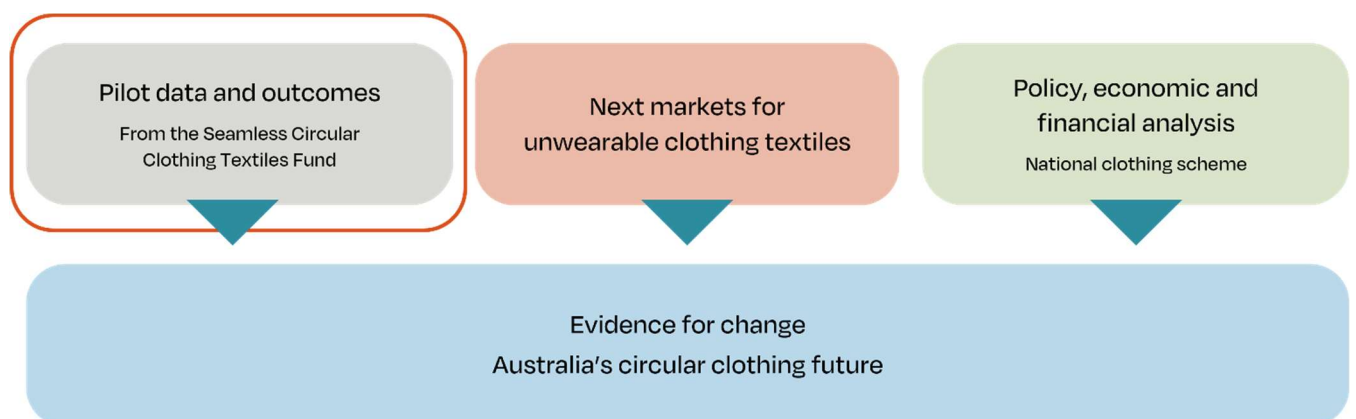 Pilot data and outcomes
From the Seamless Circular
Clothing Textiles Fund
Next markets for
unwearable clothing textiles
Policy, economic and
financial analysis
National clothing scheme
Evidence for change
Australia's circular clothing future